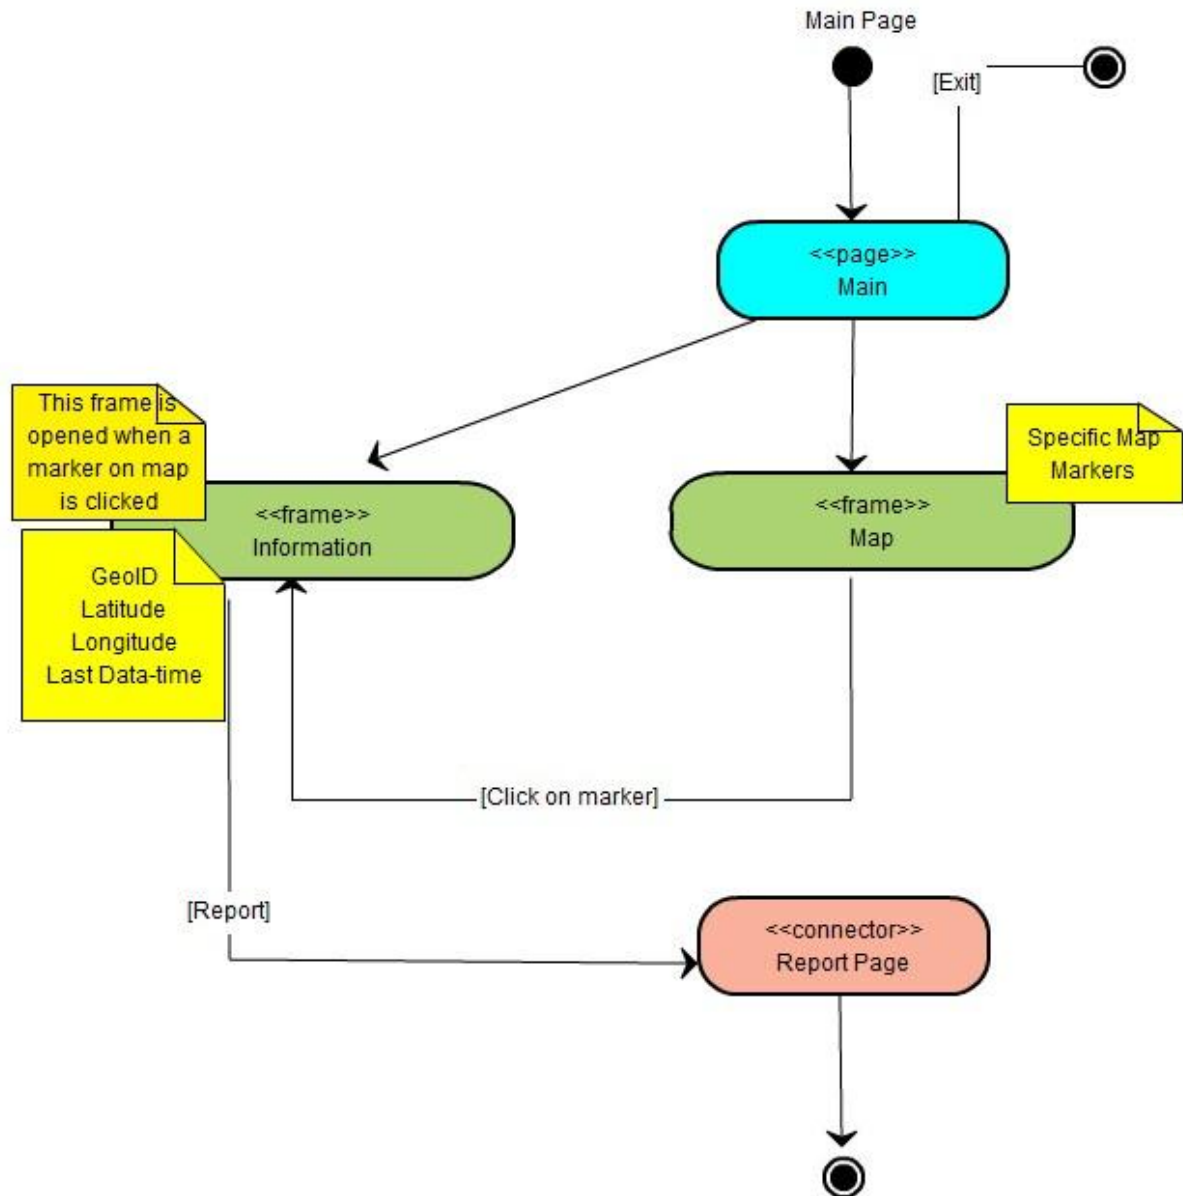 Main Page
[Exit]
<<page>>
Main
This frame is
opened when a
marker on map
is clicked
Specific Map
Markers
<<frame>>
Information
<<frame>>
Map
GeoID
Latitude
Longitude
Last Data-time
[Click on marker]
[Report]
<<connector>>
Report Page